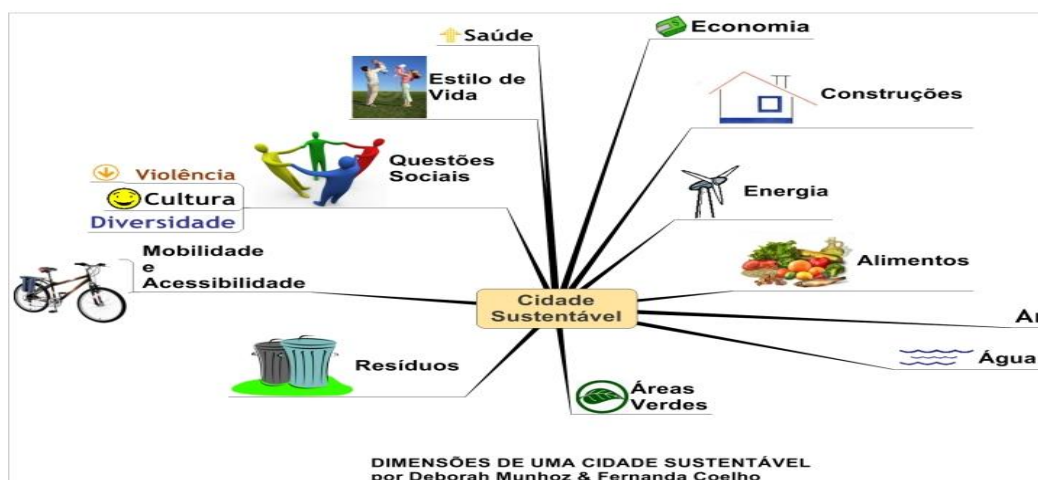 Saúde
Economia
Estilo de
Vida
Construções
Questões
Sociais
Violência
Cultura
Diversidade
Energia
Mobilidade
e
Acessibilidade
Alimentos
Cidade
Sustentável
Água
Resíduos
Áreas
Verdes
DIMENSÕES DE UMA CIDADE SUSTENTÁVEL
por Deborah Munhoz & Fernanda Coelho